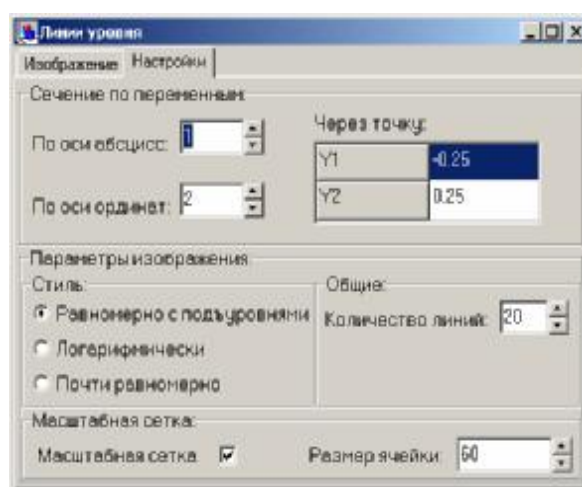 Линии уровня
Изображение Настройки
Сечение по переменным:
По оси абсцисс: 1
Через точку:
Y1 -0.25
По оси ординат: 2
Y2 0.25
Параметры изображения
Стиль:
Общие:
Равномерно с подъуровнями
Количество линий: 20
Логарифмически
Почти равномерно
Масштабная сетка:
Масштабная сетка
Размер ячейки: 60